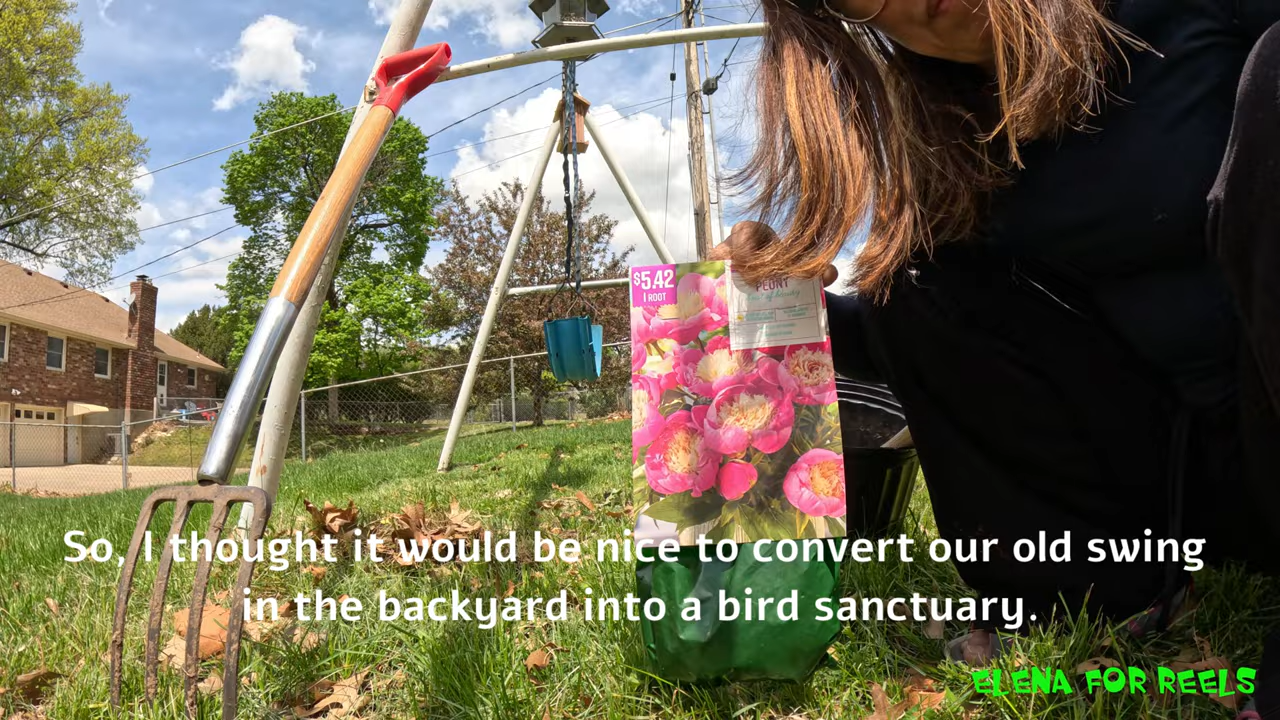 $5.42
1 ROOT
PEONY
So, I thought it would be nice to convert our old swing
in the backyard into a bird sanctuary.
ELENA FOR REELS